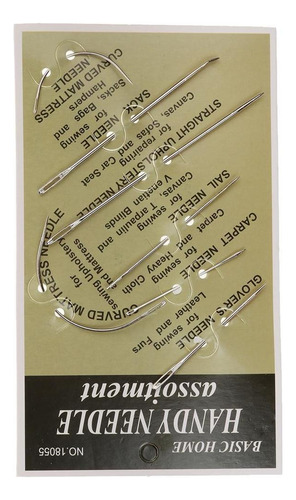 BASIC HOME
NO.18055
HANDY NEEDLE
assortment
GLOVER'S NEEDLE
for sewing
Leather and
Furs
CARPET NEEDLE
for sewing
Carpet and Heavy
Cloth
SAIL NEEDLE
for sewing
Canvas, Tarpaulin and
Venetian Blinds
CURVED MATTRESS NEEDLE
for
sewing Upholstery
and Mattress
STRAIGHT UPHOLSTERY NEEDLE
for repairing Car Seat
Sofas and
Canvas,
SACK NEEDLE
for sewing
Sacks, Bags and
Hampers
CURVED MATTRESS
NEEDLE